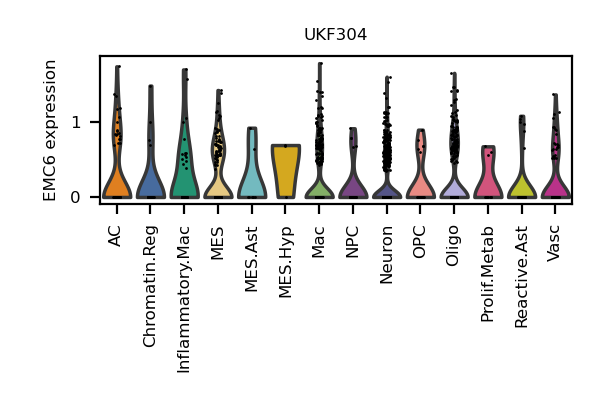 UKF304
EMC6 expression
1
0
AC
Chromatin.Reg
Inflammatory.Mac
MES
MES.Ast
MES.Hyp
Mac
NPC
Neuron
OPC
Oligo
Prolif.Metab
Reactive.Ast
Vasc